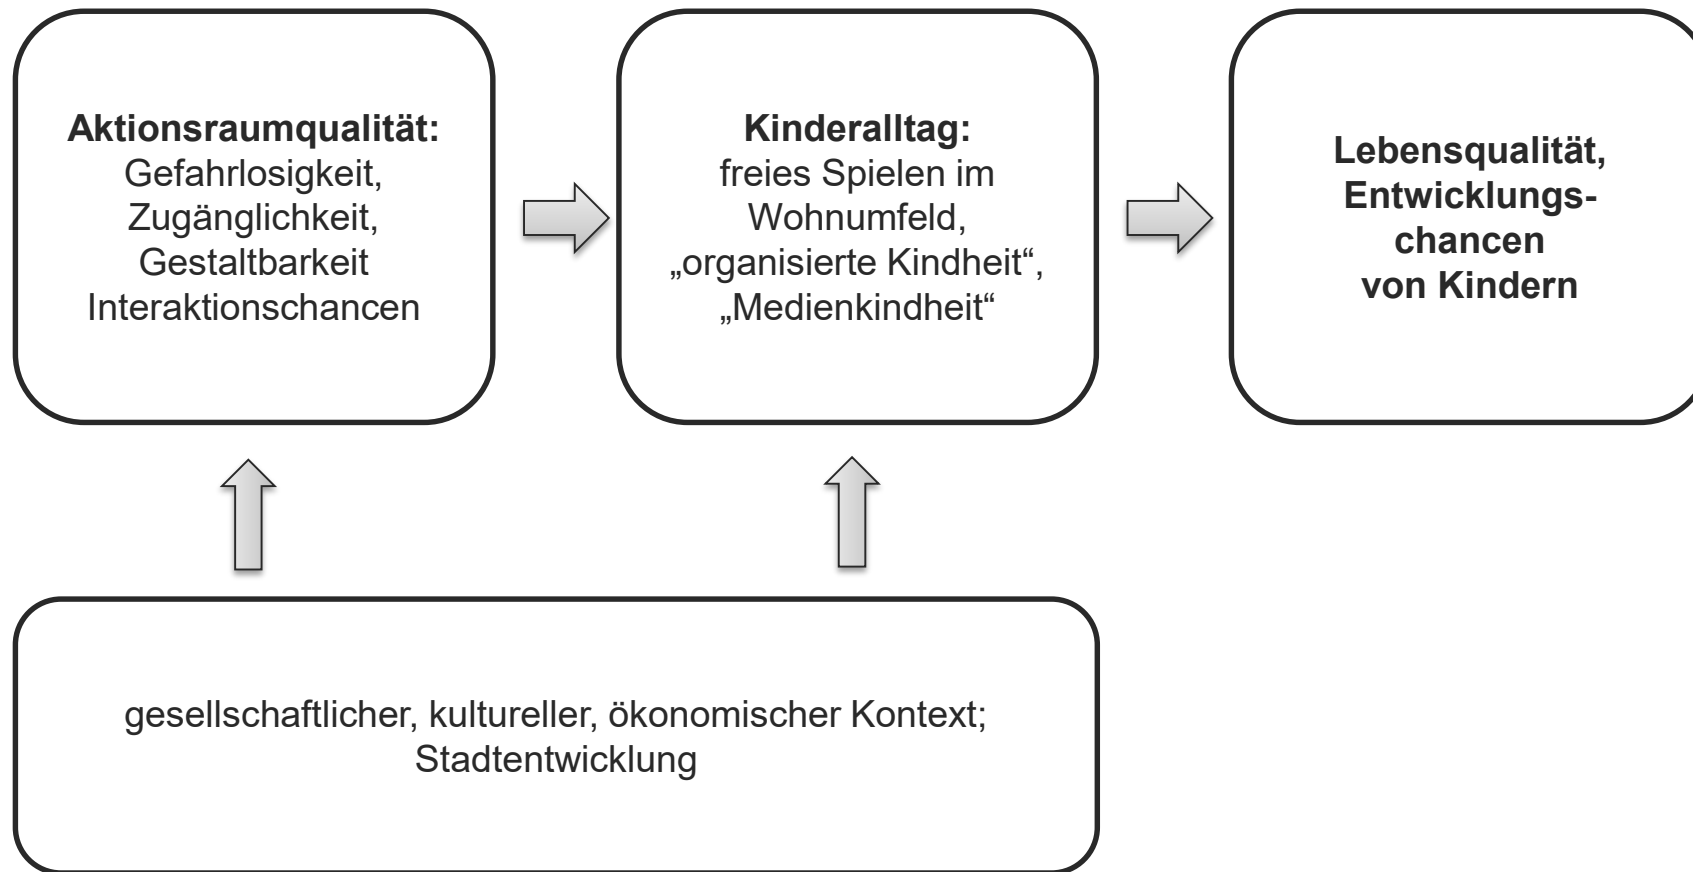 Aktionsraumqualität:
Gefahrlosigkeit,
Zugänglichkeit,
Gestaltbarkeit
Interaktionschancen
Kinderalltag:
freies Spielen im
Wohnumfeld,
„organisierte Kindheit“,
„Medienkindheit“
Lebensqualität,
Entwicklungs-
chancen
von Kindern
gesellschaftlicher, kultureller, ökonomischer Kontext;
Stadtentwicklung